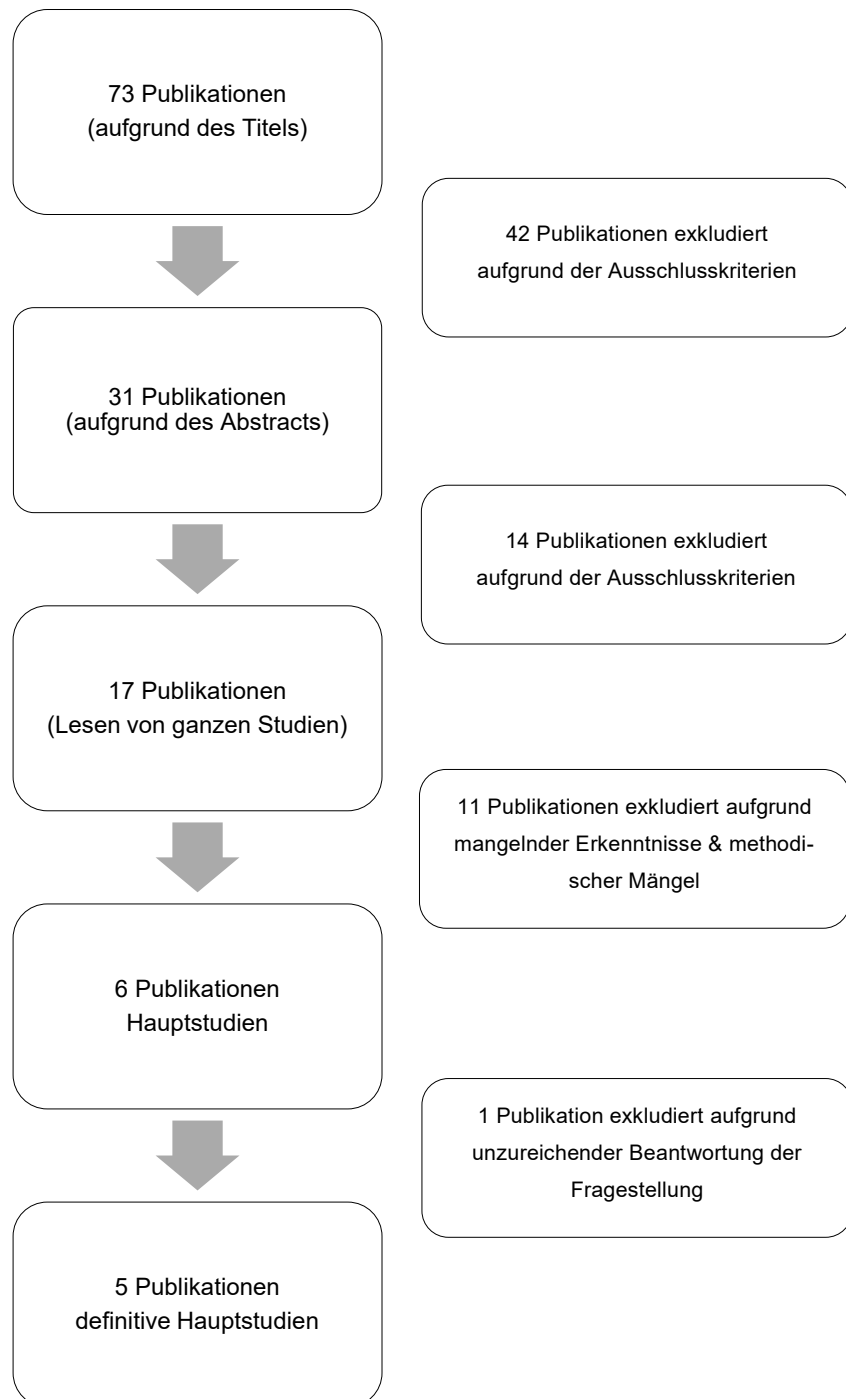 73 Publikationen
(aufgrund des Titels)
42 Publikationen exkludiert
aufgrund der Ausschlusskriterien
31 Publikationen
(aufgrund des Abstracts)
14 Publikationen exkludiert
aufgrund der Ausschlusskriterien
17 Publikationen
(Lesen von ganzen Studien)
11 Publikationen exkludiert aufgrund
mangelnder Erkenntnisse & methodi-
scher Mängel
6 Publikationen
Hauptstudien
1 Publikation exkludiert aufgrund
unzureichender Beantwortung der
Fragestellung
5 Publikationen
definitive Hauptstudien